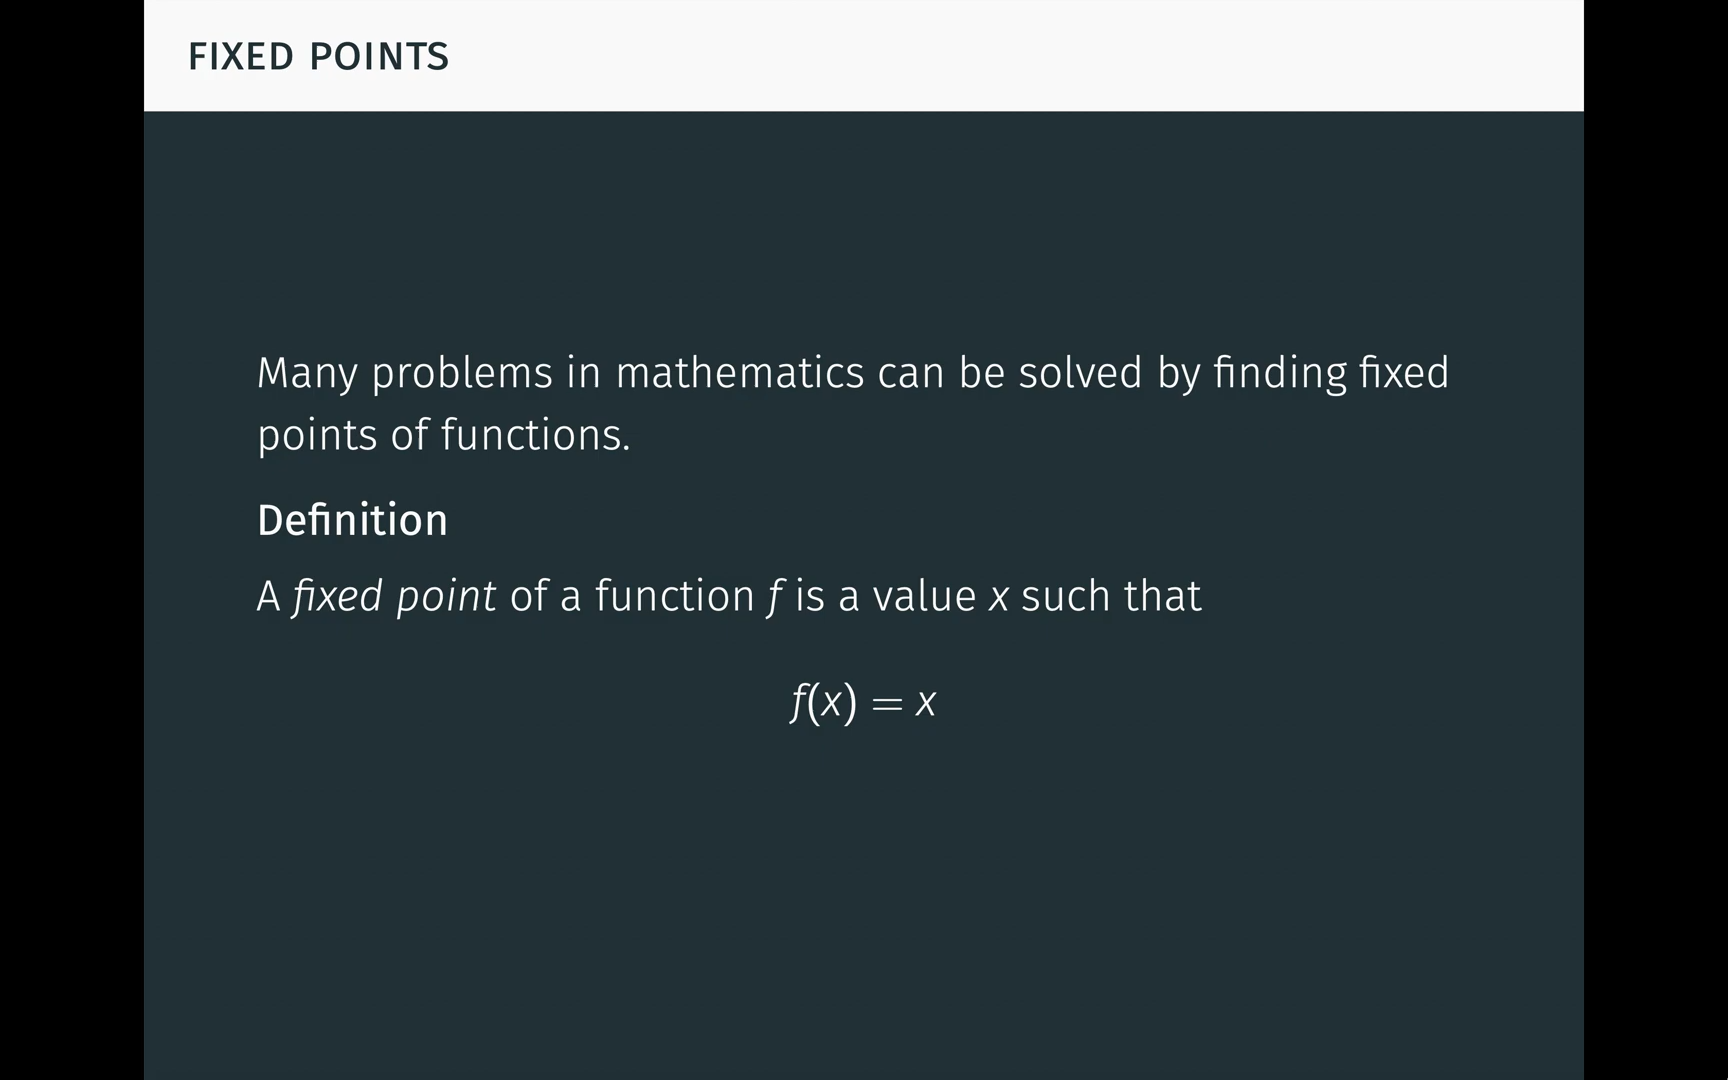 FIXED POINTS
Many problems in mathematics can be solved by finding fixed
points of functions.
Definition
A fixed point of a function f is a value x such that
f(x) = x